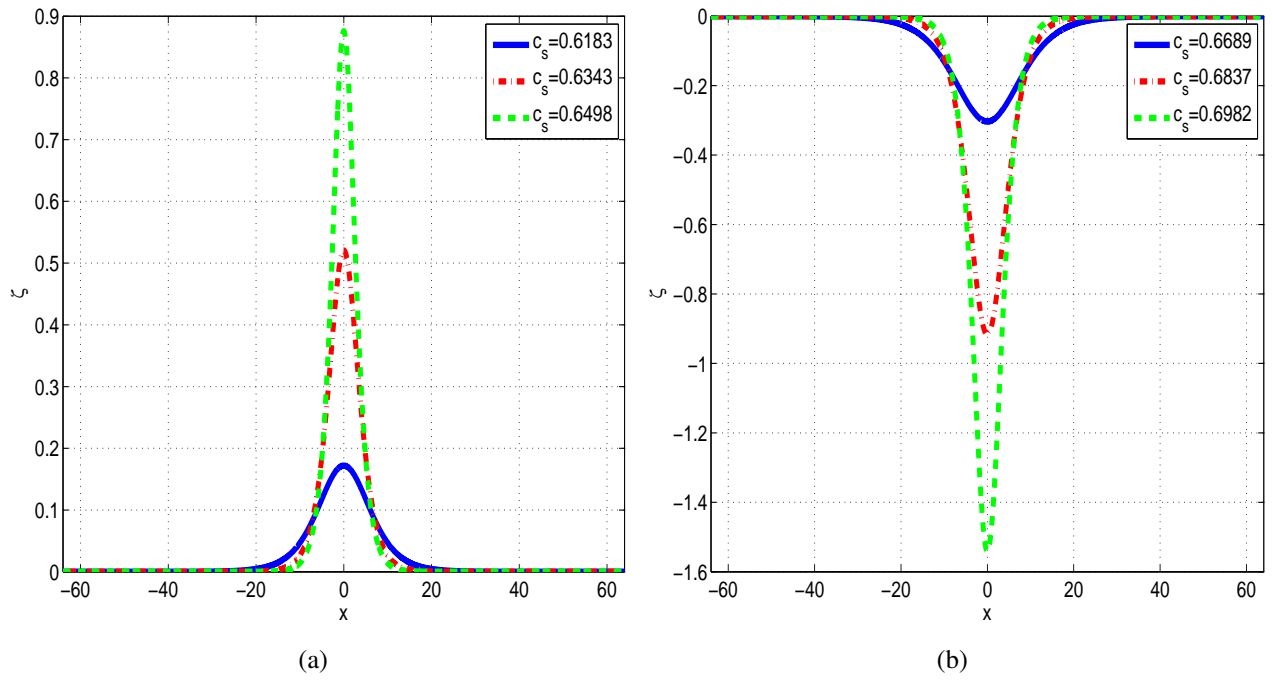 0.9
0.8
0.7
0.6
0.5
0.4
0.3
0.2
0.1
0
ζ
−60 −40 −20 0 20 40 60
x
c_s=0.6183
c_s=0.6343
c_s=0.6498
(a)
0
−0.2
−0.4
−0.6
−0.8
−1
−1.2
−1.4
−1.6
ζ
−60 −40 −20 0 20 40 60
x
c_s=0.6689
c_s=0.6837
c_s=0.6982
(b)